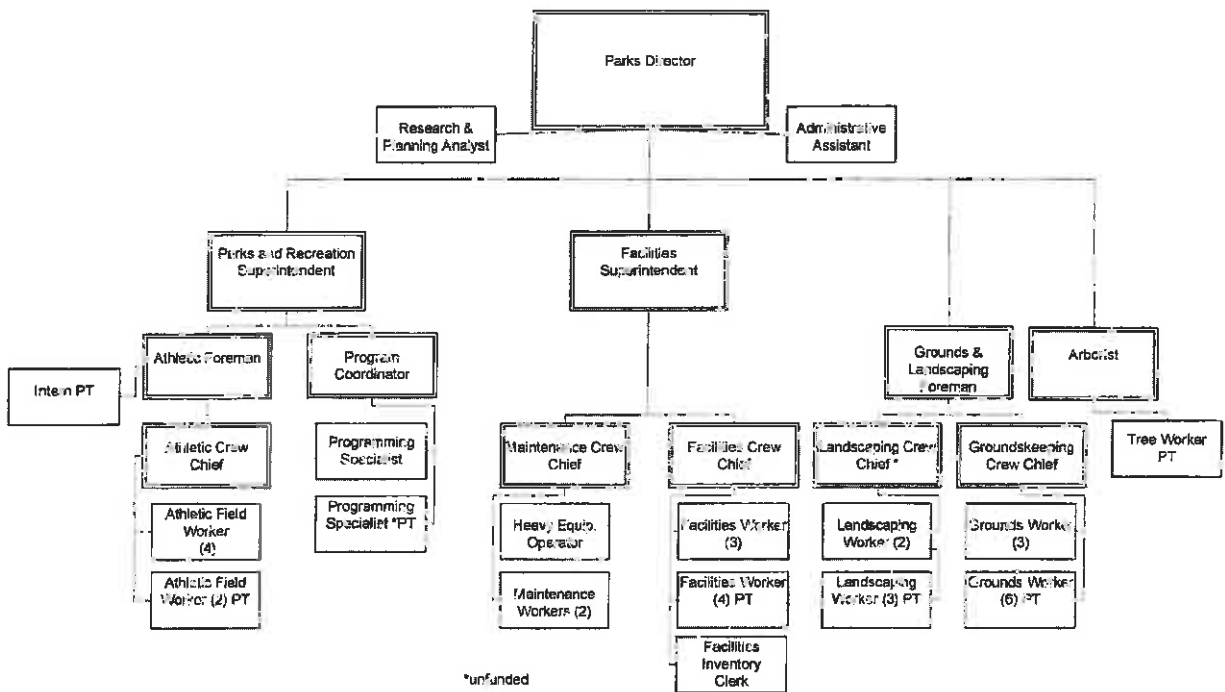 Parks Director
Research &
Planning Analyst
Administrative
Assistant
Parks and Recreation
Superintendent
Facilities
Superintendent
Athletic Foreman
Program
Coordinator
Grounds &
Landscaping
Foreman
Arborist
Intern PT
Athletic Crew
Chief
Programming
Specialist
Maintenance Crew
Chief
Facilities Crew
Chief
Landscaping Crew
Chief *
Groundskeeping
Crew Chief
Tree Worker
PT
Athletic Field
Worker
(4)
Programming
Specialist *PT
Heavy Equip.
Operator
Facilities Worker
(3)
Landscaping
Worker (2)
Grounds Worker
(3)
Athletic Field
Worker (2) PT
Maintenance
Workers (2)
Facilities Worker
(4) PT
Landscaping
Worker (3) PT
Grounds Worker
(6) PT
Facilities
Inventory
Clerk
*unfunded